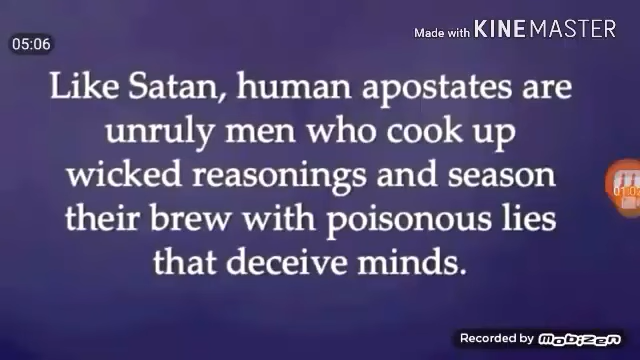 05:06
Made with KINEMASTER
Like Satan, human apostates are
unruly men who cook up
wicked reasonings and season
their brew with poisonous lies
that deceive minds.
Recorded by mobizen